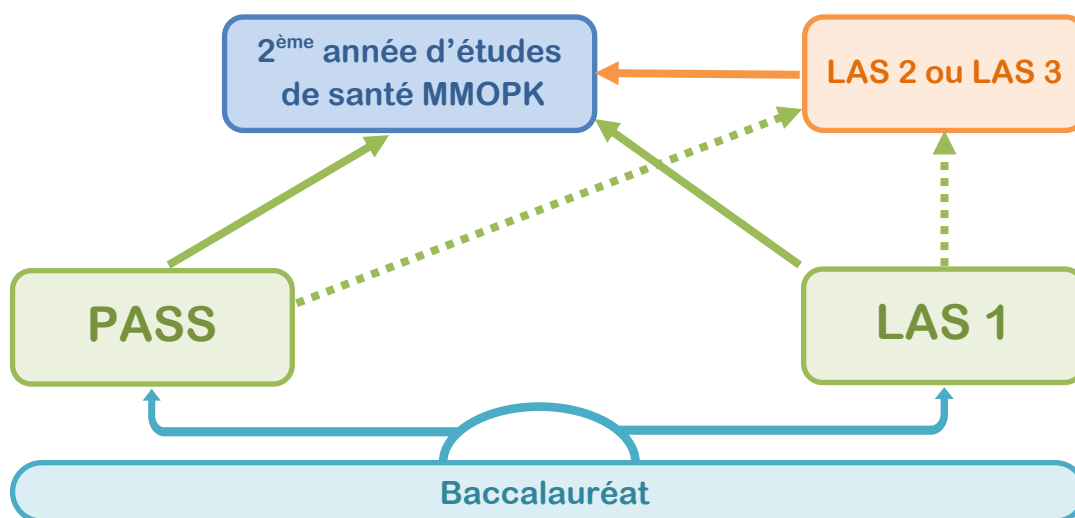 2ème année d’études
de santé MMOPK
LAS 2 ou LAS 3
PASS
LAS 1
Baccalauréat